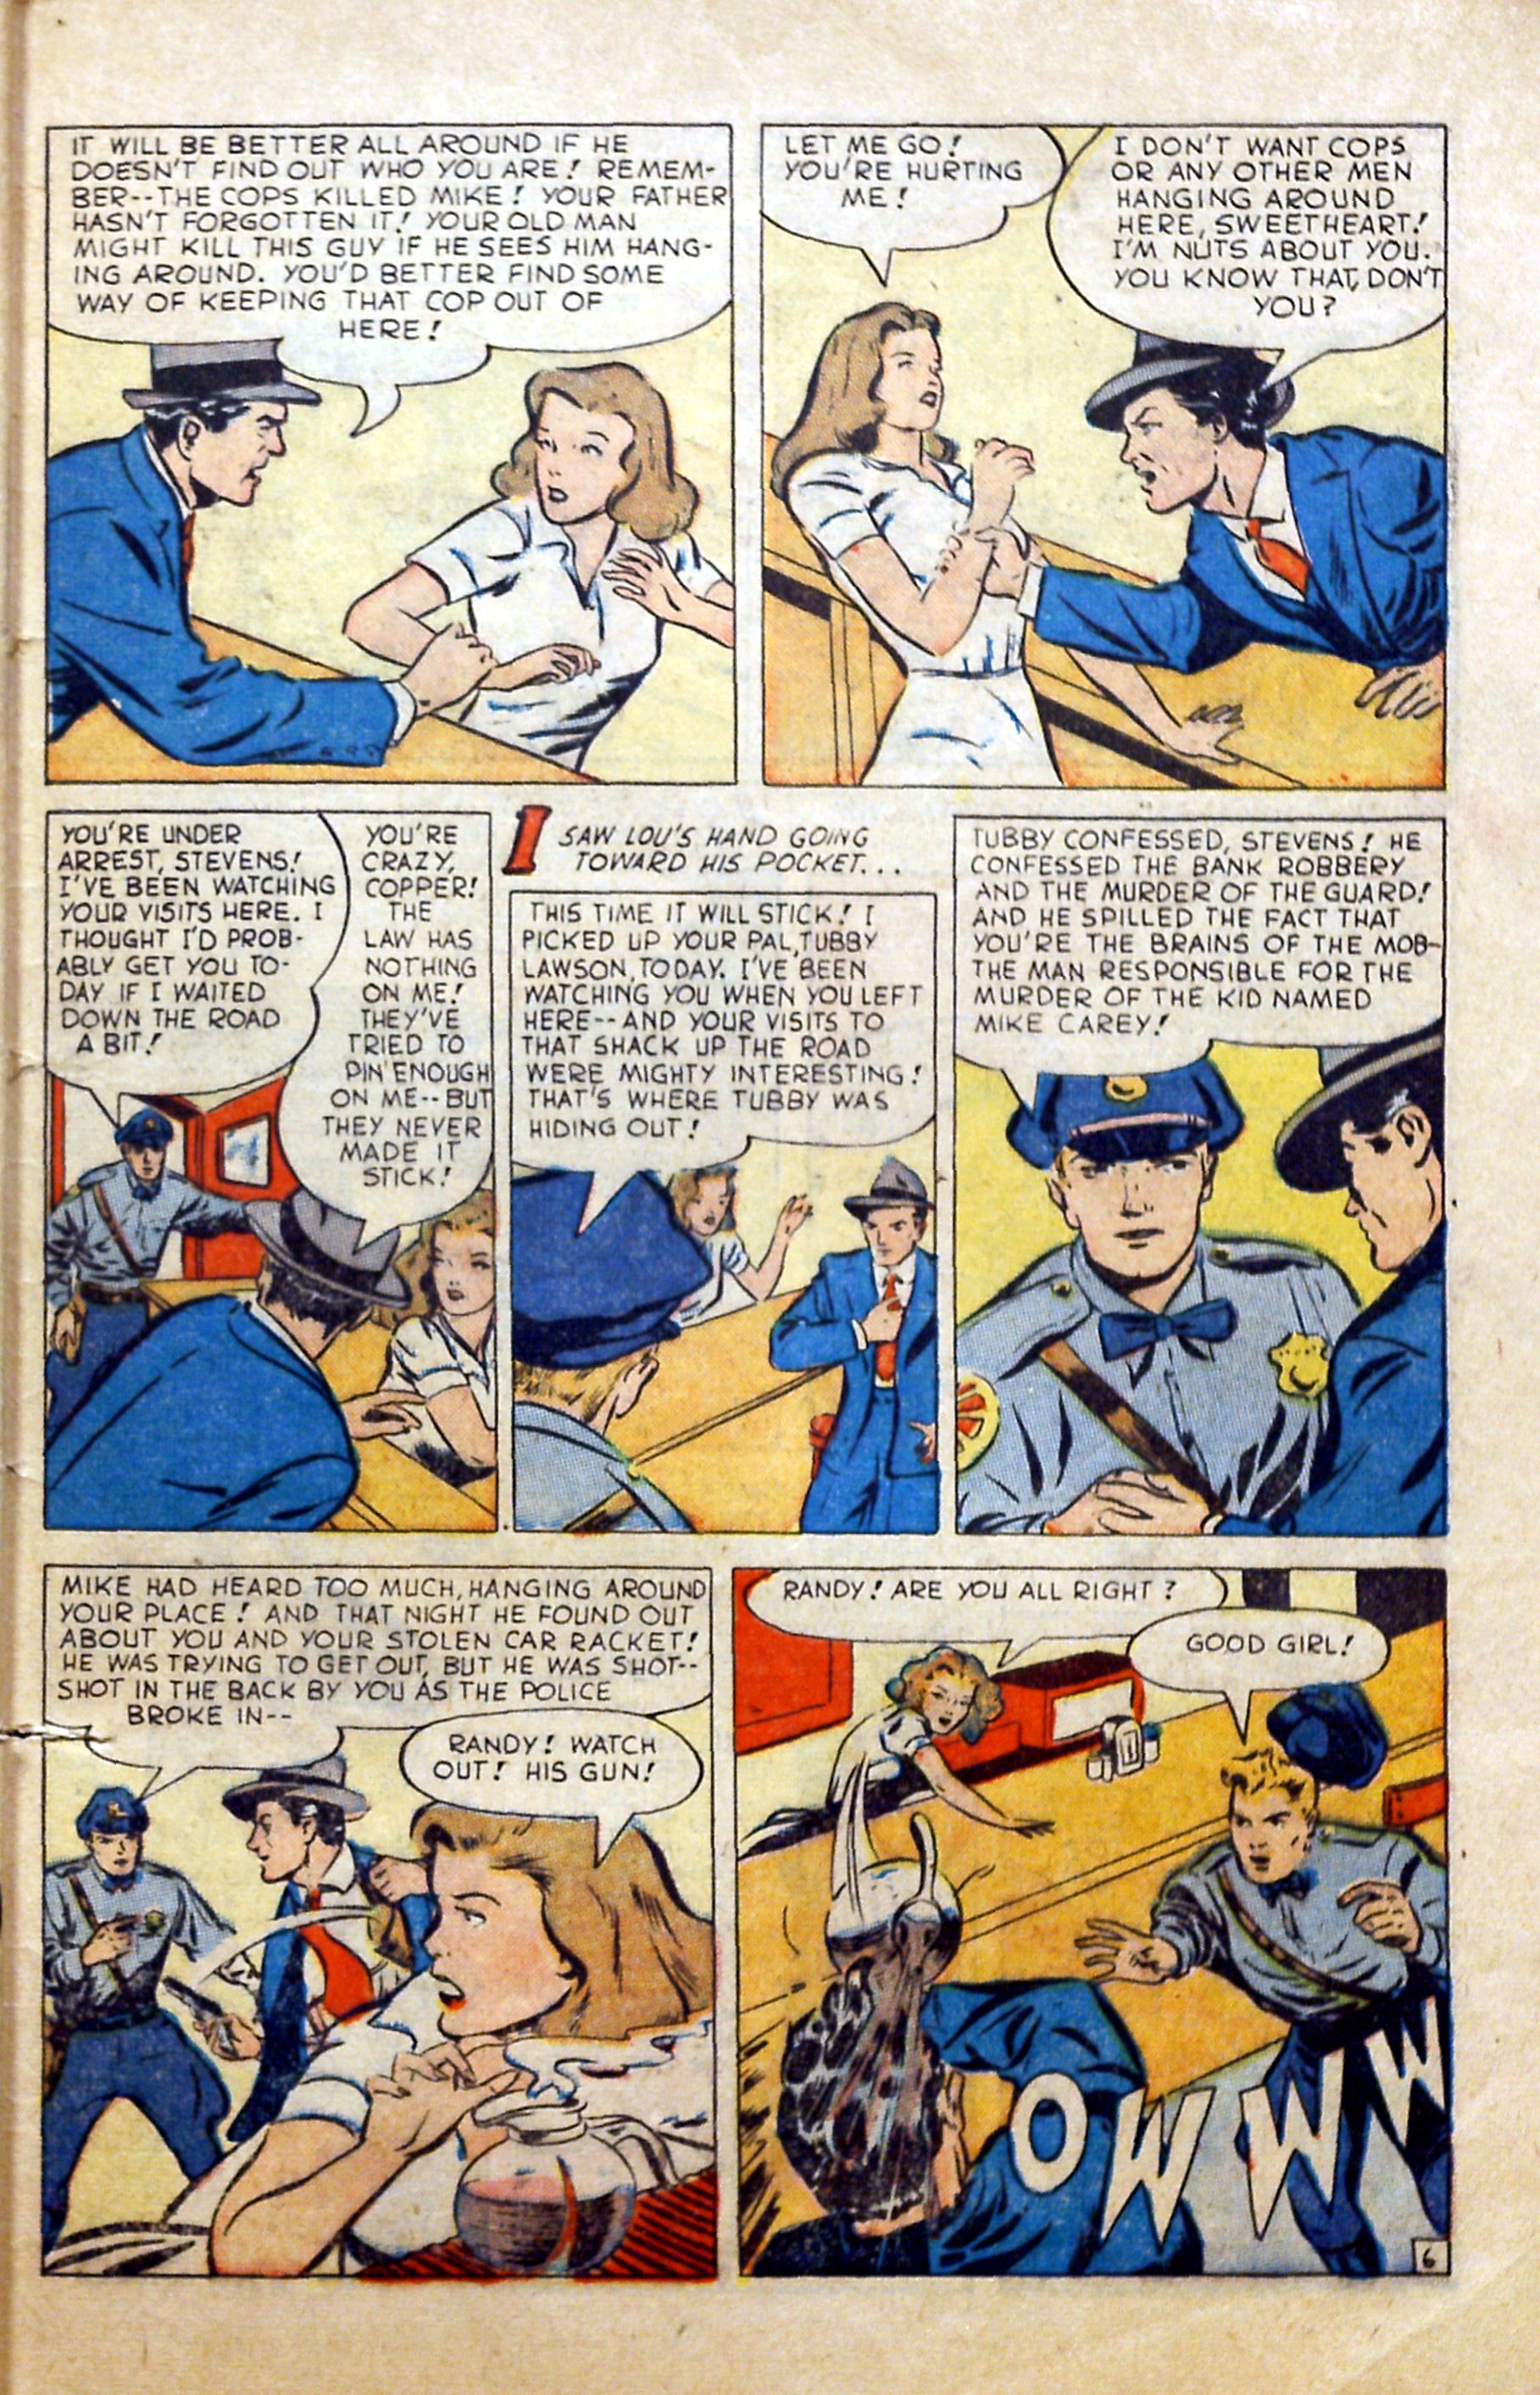 IT WILL BE BETTER ALL AROUND IF HE
DOESN'T FIND OUT WHO YOU ARE! REMEM-
BER--THE COPS KILLED MIKE! YOUR FATHER
HASN'T FORGOTTEN IT! YOUR OLD MAN
MIGHT KILL THIS GUY IF HE SEES HIM HANG-
ING AROUND. YOU'D BETTER FIND SOME
WAY OF KEEPING THAT COP OUT OF
HERE!
LET ME GO!
YOU'RE HURTING
ME!
I DON'T WANT COPS
OR ANY OTHER MEN
HANGING AROUND
HERE, SWEETHEART!
I'M NUTS ABOUT YOU.
YOU KNOW THAT, DON'T
YOU?
YOU'RE UNDER
ARREST, STEVENS!
I'VE BEEN WATCHING
YOUR VISITS HERE. I
THOUGHT I'D PROB-
ABLY GET YOU TO-
DAY IF I WAITED
DOWN THE ROAD
A BIT!
YOU'RE
CRAZY,
COPPER!
THE
LAW HAS
NOTHING
ON ME!
THEY'VE
TRIED TO
PIN ENOUGH
ON ME--BUT
THEY NEVER
MADE IT
STICK!
I SAW LOU'S HAND GOING
TOWARD HIS POCKET...
THIS TIME IT WILL STICK! I
PICKED UP YOUR PAL, TUBBY
LAWSON, TODAY. I'VE BEEN
WATCHING YOU WHEN YOU LEFT
HERE--AND YOUR VISITS TO
THAT SHACK UP THE ROAD
WERE MIGHTY INTERESTING!
THAT'S WHERE TUBBY WAS
HIDING OUT!
TUBBY CONFESSED, STEVENS! HE
CONFESSED THE BANK ROBBERY
AND THE MURDER OF THE GUARD!
AND HE SPILLED THE FACT THAT
YOU'RE THE BRAINS OF THE MOB--
THE MAN RESPONSIBLE FOR THE
MURDER OF THE KID NAMED
MIKE CAREY!
MIKE HAD HEARD TOO MUCH, HANGING AROUND
YOUR PLACE! AND THAT NIGHT HE FOUND OUT
ABOUT YOU AND YOUR STOLEN CAR RACKET!
HE WAS TRYING TO GET OUT, BUT HE WAS SHOT--
SHOT IN THE BACK BY YOU AS THE POLICE
BROKE IN--
RANDY! WATCH
OUT! HIS GUN!
RANDY! ARE YOU ALL RIGHT?
GOOD GIRL!
OWWW
6